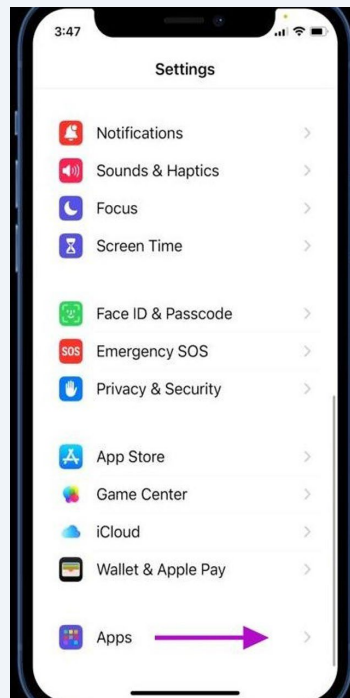 3:47
Settings
Notifications
Sounds & Haptics
Focus
Screen Time
Face ID & Passcode
SOS Emergency SOS
Privacy & Security
App Store
Game Center
iCloud
Wallet & Apple Pay
Apps